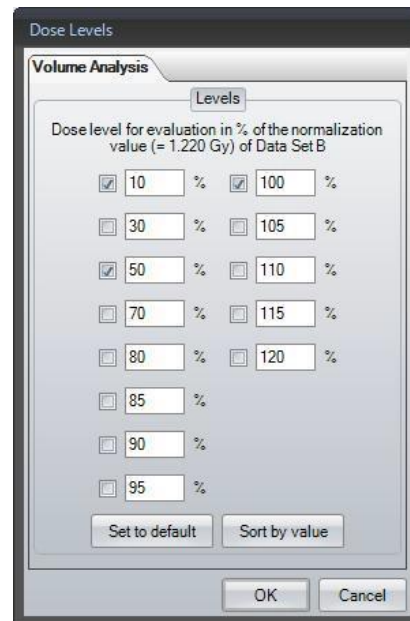 Dose Levels
Volume Analysis
Levels
Dose level for evaluation in % of the normalization
value (= 1.220 Gy) of Data Set B
10 % 100 %
30 % 105 %
50 % 110 %
70 % 115 %
80 % 120 %
85 %
90 %
95 %
Set to default Sort by value
OK Cancel